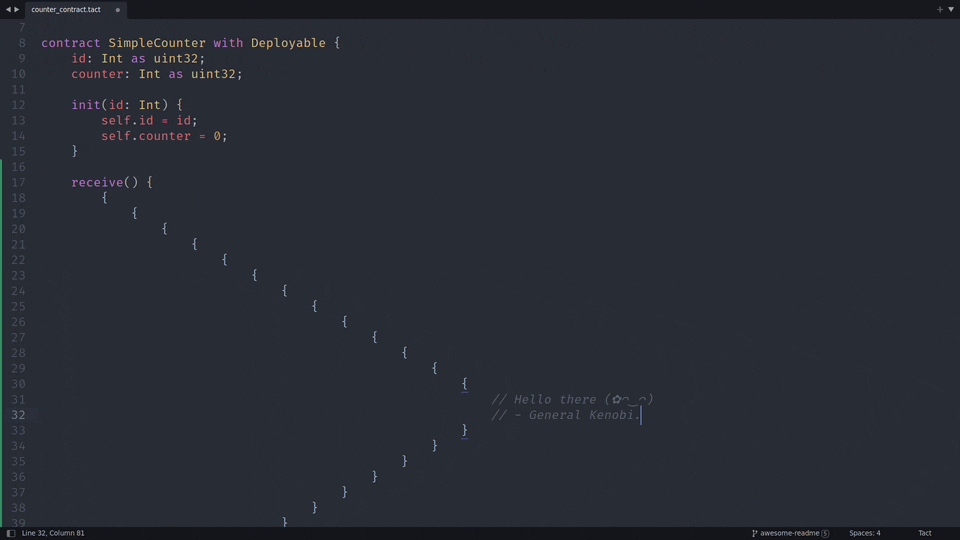 counter_contract.tact
7
8 contract SimpleCounter with Deployable {
9     id: Int as uint32;
10     counter: Int as uint32;
11
12     init(id: Int) {
13         self.id = id;
14         self.counter = 0;
15     }
16
17     receive() {
18         {
19             {
20                 {
21                     {
22                         {
23                             {
24                                 {
25                                     {
26                                         {
27                                             {
28                                                 {
29                                                     {
30                                                         {
31                                                             // Hello there (✿◠‿◠)
32                                                             // - General Kenobi.
33                                                         }
34                                                     }
35                                                 }
36                                             }
37                                         }
38                                     }
39                                 }
Line 32, Column 81 awesome-readme 5 Spaces: 4 Tact